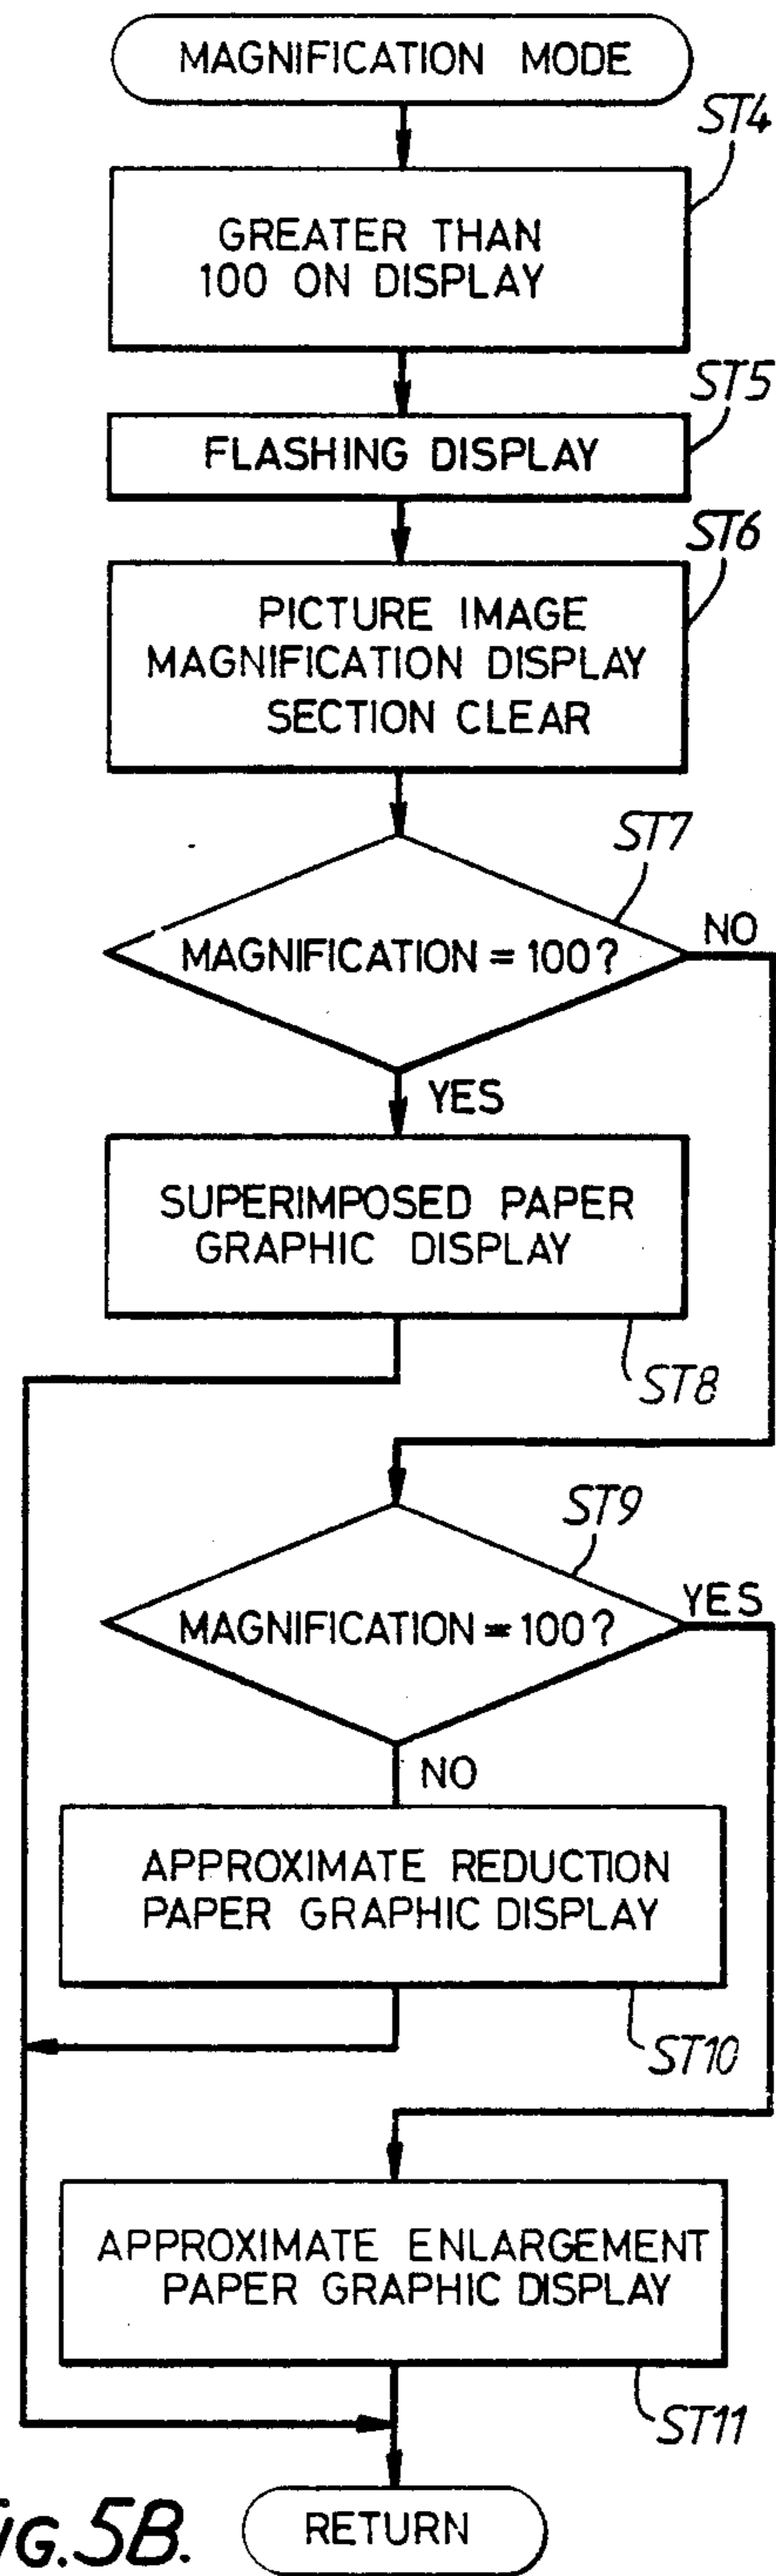 MAGNIFICATION MODE
ST4
GREATER THAN
100 ON DISPLAY
ST5
FLASHING DISPLAY
ST6
PICTURE IMAGE
MAGNIFICATION DISPLAY
SECTION CLEAR
ST7
MAGNIFICATION = 100?
NO
YES
SUPERIMPOSED PAPER
GRAPHIC DISPLAY
ST8
ST9
MAGNIFICATION = 100?
YES
NO
APPROXIMATE REDUCTION
PAPER GRAPHIC DISPLAY
ST10
APPROXIMATE ENLARGEMENT
PAPER GRAPHIC DISPLAY
ST11
RETURN
IG.5B.